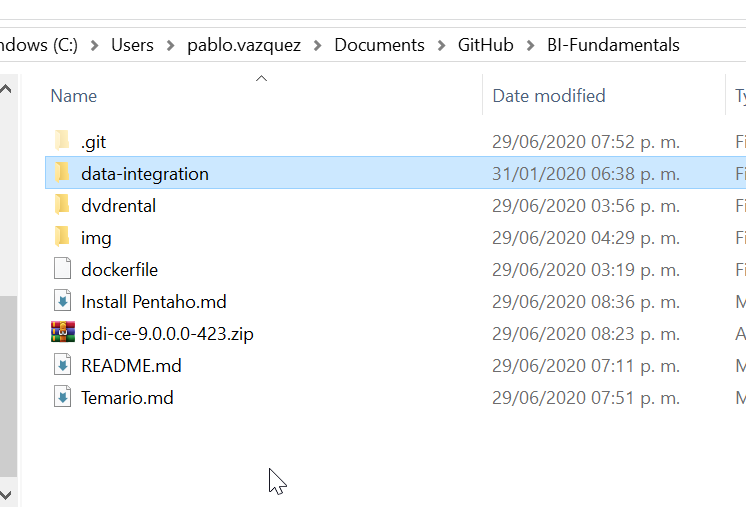 ndows (C:) > Users > pablo.vazquez > Documents > GitHub > BI-Fundamentals
Name Date modified Ty
.git 29/06/2020 07:52 p. m. Fi
data-integration 31/01/2020 06:38 p. m. Fi
dvdrental 29/06/2020 03:56 p. m. Fi
img 29/06/2020 04:29 p. m. Fi
dockerfile 29/06/2020 03:19 p. m. Fi
Install Pentaho.md 29/06/2020 08:36 p. m. M
pdi-ce-9.0.0.0-423.zip 29/06/2020 08:23 p. m. A
README.md 29/06/2020 07:11 p. m. M
Temario.md 29/06/2020 07:51 p. m. M